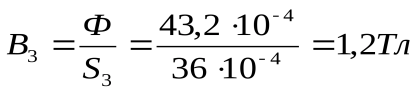 B₃ = Ф/S₃ = 43,2 · 10⁻⁴ / 36 · 10⁻⁴ = 1,2Тл